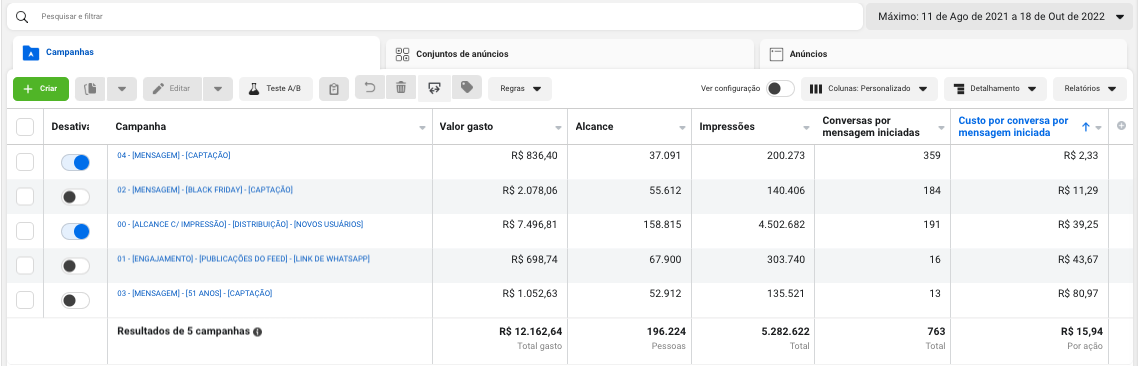 Pesquisar e filtrar
Máximo: 11 de Ago de 2021 a 18 de Out de 2022
Campanhas
Conjuntos de anúncios
Anúncios
+ Criar
Editar
Teste A/B
Regras
Ver configuração
Colunas: Personalizado
Detalhamento
Relatórios
Desativa
Campanha
Valor gasto
Alcance
Impressões
Conversas por
mensagem iniciadas
Custo por conversa por
mensagem iniciada
04 - [MENSAGEM] - [CAPTAÇÃO] R$ 836,40 37.091 200.273 359 R$ 2,33
02 - [MENSAGEM] - [BLACK FRIDAY] - [CAPTAÇÃO] R$ 2.078,06 55.612 140.406 184 R$ 11,29
00 - [ALCANCE C/ IMPRESSÃO] - [DISTRIBUIÇÃO] - [NOVOS USUÁRIOS] R$ 7.496,81 158.815 4.502.682 191 R$ 39,25
01 - [ENGAJAMENTO] - [PUBLICAÇÕES DO FEED] - [LINK DE WHATSAPP] R$ 698,74 67.900 303.740 16 R$ 43,67
03 - [MENSAGEM] - [51 ANOS] - [CAPTAÇÃO] R$ 1.052,63 52.912 135.521 13 R$ 80,97
Resultados de 5 campanhas R$ 12.162,64 196.224 5.282.622 763 R$ 15,94
Total gasto Pessoas Total Total Por ação